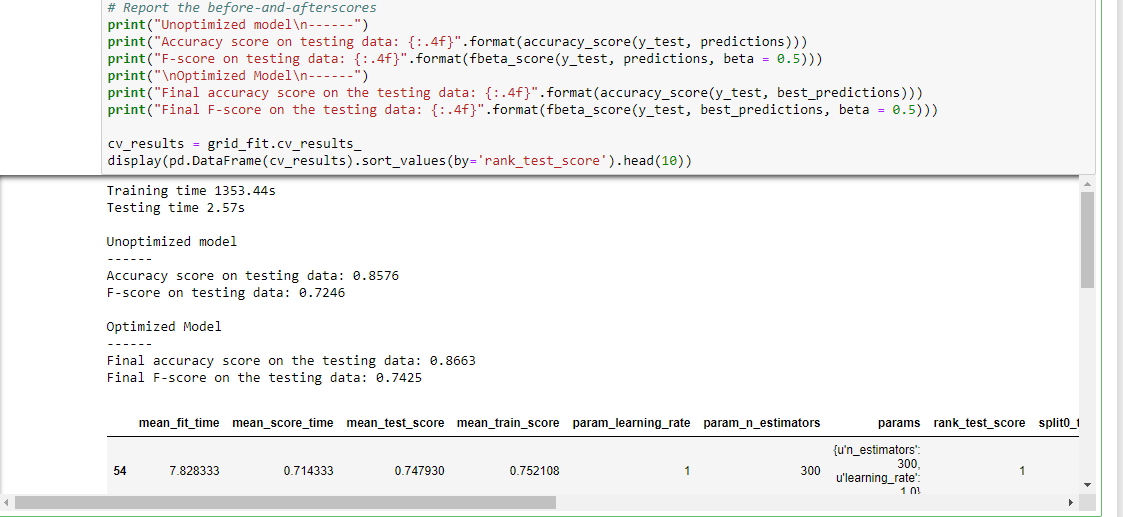 # Report the before-and-afterscores
print("Unoptimized model\n------")
print("Accuracy score on testing data: {:.4f}".format(accuracy_score(y_test, predictions)))
print("F-score on testing data: {:.4f}".format(fbeta_score(y_test, predictions, beta = 0.5)))
print("\nOptimized Model\n------")
print("Final accuracy score on the testing data: {:.4f}".format(accuracy_score(y_test, best_predictions)))
print("Final F-score on the testing data: {:.4f}".format(fbeta_score(y_test, best_predictions, beta = 0.5)))
cv_results = grid_fit.cv_results_
display(pd.DataFrame(cv_results).sort_values(by='rank_test_score').head(10))
Training time 1353.44s
Testing time 2.57s
Unoptimized model
------
Accuracy score on testing data: 0.8576
F-score on testing data: 0.7246
Optimized Model
------
Final accuracy score on the testing data: 0.8663
Final F-score on the testing data: 0.7425
mean_fit_time mean_score_time mean_test_score mean_train_score param_learning_rate param_n_estimators params rank_test_score
{u'n_estimators':
300,
54 7.828333 0.714333 0.747930 0.752108 1 300 1
u'learning_rate':
1.0}